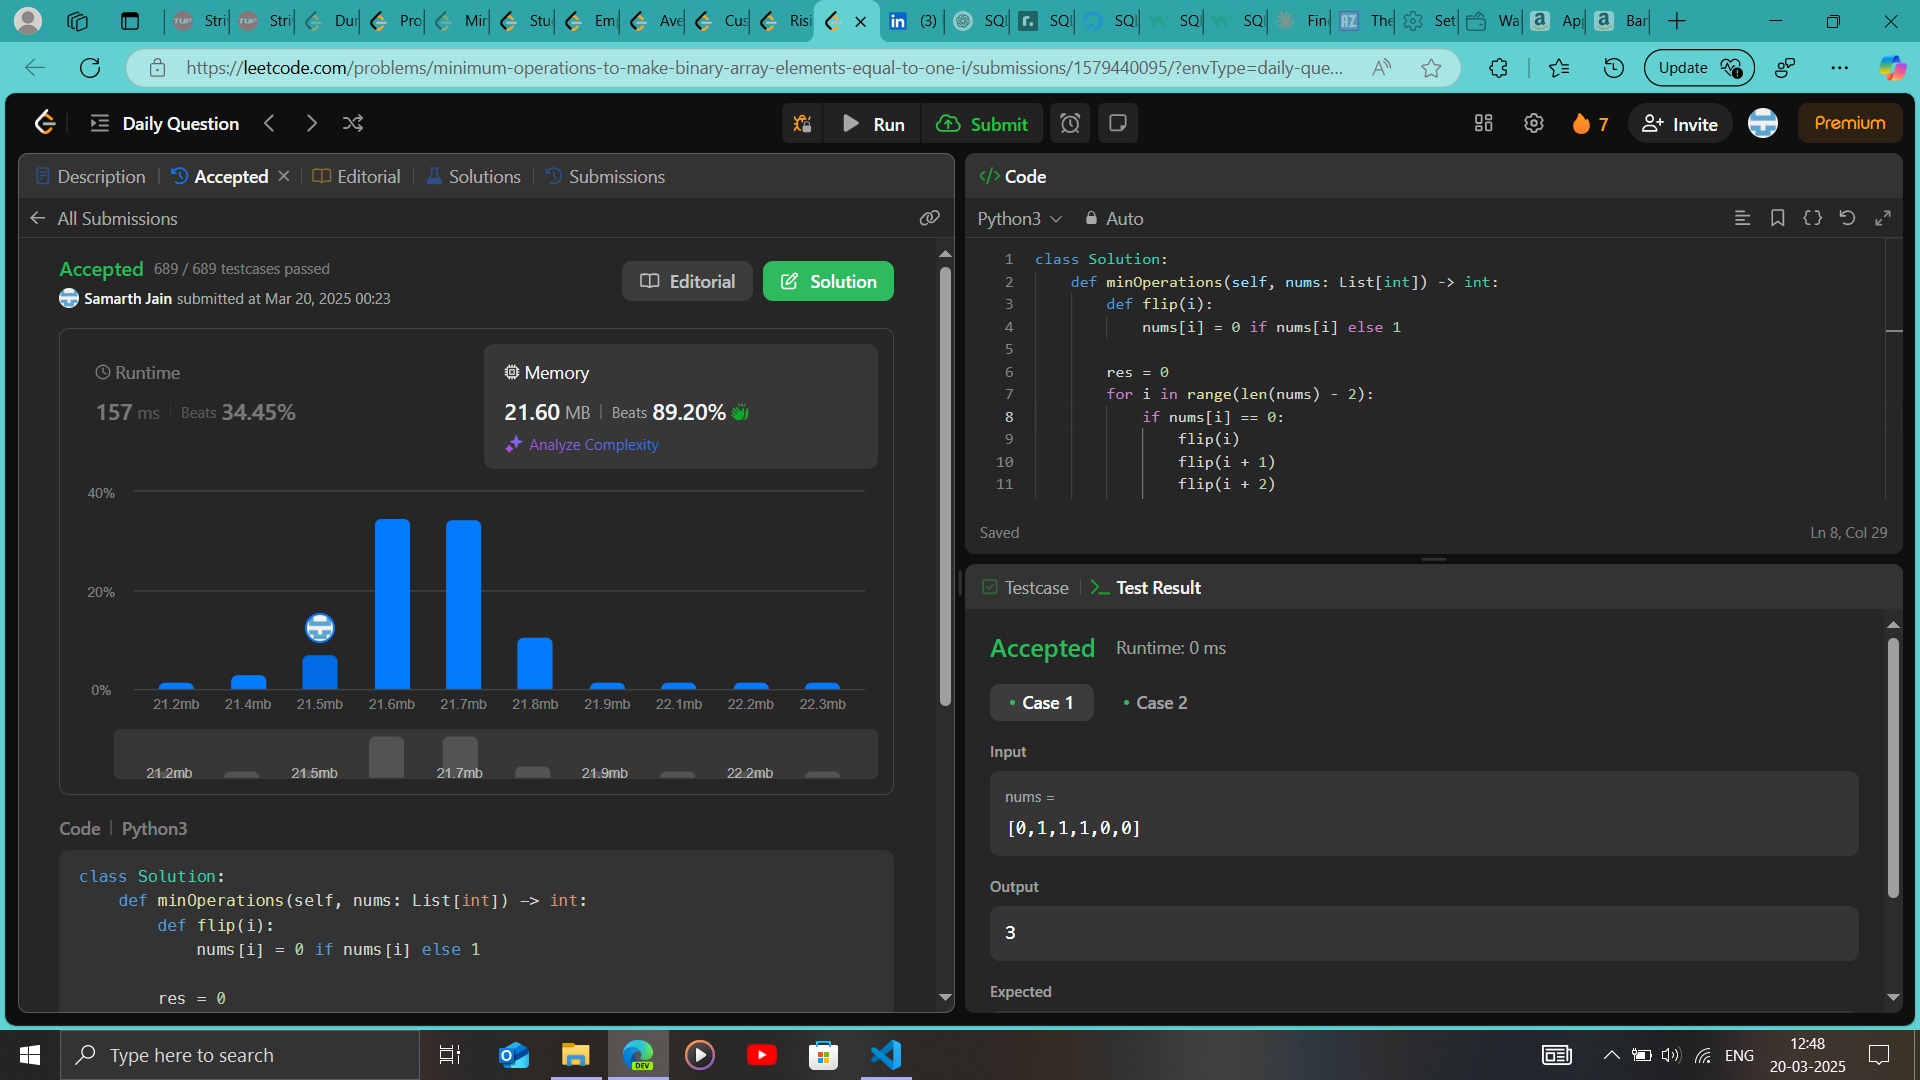 Stri
Stri
Dur
Pro
Mir
Stu
Em
Ave
Cus
Risi
(3)
SQL
SQL
SQL
SQL
SQL
Fin
The
Set
Wa
Ap
Bar
https://leetcode.com/problems/minimum-operations-to-make-binary-array-elements-equal-to-one-i/submissions/1579440095/?envType=daily-que...
Update
Daily Question
Run
Submit
7
Invite
Premium
Description
Accepted
Editorial
Solutions
Submissions
All Submissions
Accepted 689 / 689 testcases passed
Samarth Jain submitted at Mar 20, 2025 00:23
Editorial
Solution
Runtime
157 ms | Beats 34.45%
Memory
21.60 MB | Beats 89.20%
Analyze Complexity
40%
20%
0%
21.2mb 21.4mb 21.5mb 21.6mb 21.7mb 21.8mb 21.9mb 22.1mb 22.2mb 22.3mb
21.2mb 21.5mb 21.7mb 21.9mb 22.2mb
Code | Python3
class Solution:
    def minOperations(self, nums: List[int]) -> int:
        def flip(i):
            nums[i] = 0 if nums[i] else 1
        res = 0
</> Code
Python3
Auto
1 class Solution:
2     def minOperations(self, nums: List[int]) -> int:
3         def flip(i):
4             nums[i] = 0 if nums[i] else 1
5
6         res = 0
7         for i in range(len(nums) - 2):
8             if nums[i] == 0:
9                 flip(i)
10                 flip(i + 1)
11                 flip(i + 2)
Saved
Ln 8, Col 29
Testcase
Test Result
Accepted Runtime: 0 ms
Case 1
Case 2
Input
nums =
[0,1,1,1,0,0]
Output
3
Expected
Type here to search
DEV
ENG
12:48
20-03-2025